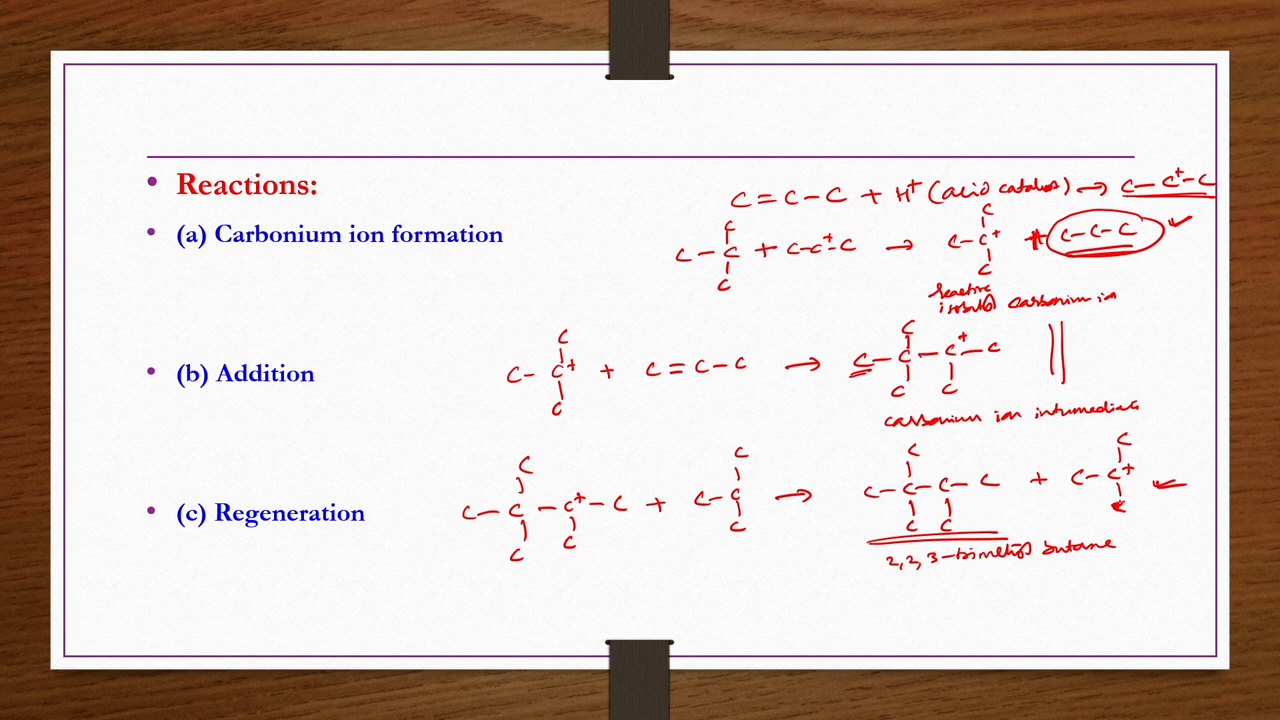 • Reactions:
C = C - C + H+ (acid catalyst) → C - C+ - C
• (a) Carbonium ion formation
C
C
C - C + C - C+ - C → C - C+ + C - C - C
C
C
reactive
carbonium ion
C
C
C - C+ + C = C - C → C - C - C+ - C
• (b) Addition
C
C C
carbonium ion intermediate
C
C
C
C
C - C - C+ - C + C - C → C - C - C - C + C - C+
• (c) Regeneration
C C
C
C C
C
2,2,3-trimethyl butane